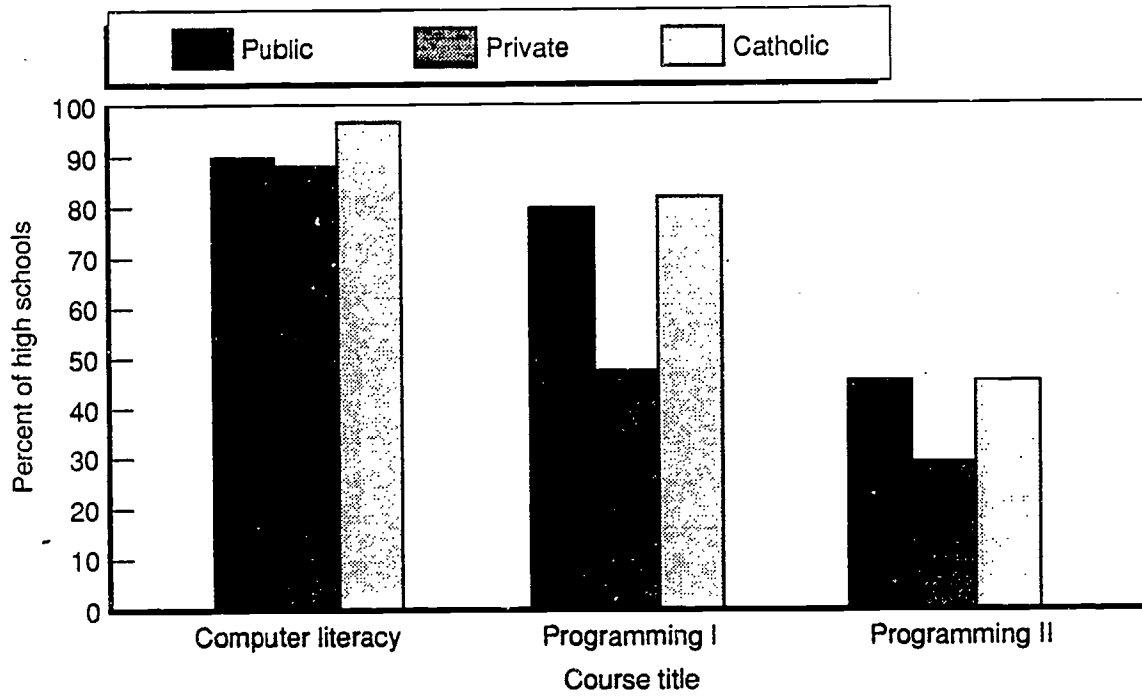 Public Private Catholic
100
90
80
70
60
50
40
30
20
10
0
Percent of high schools
Computer literacy Programming I Programming II
Course title